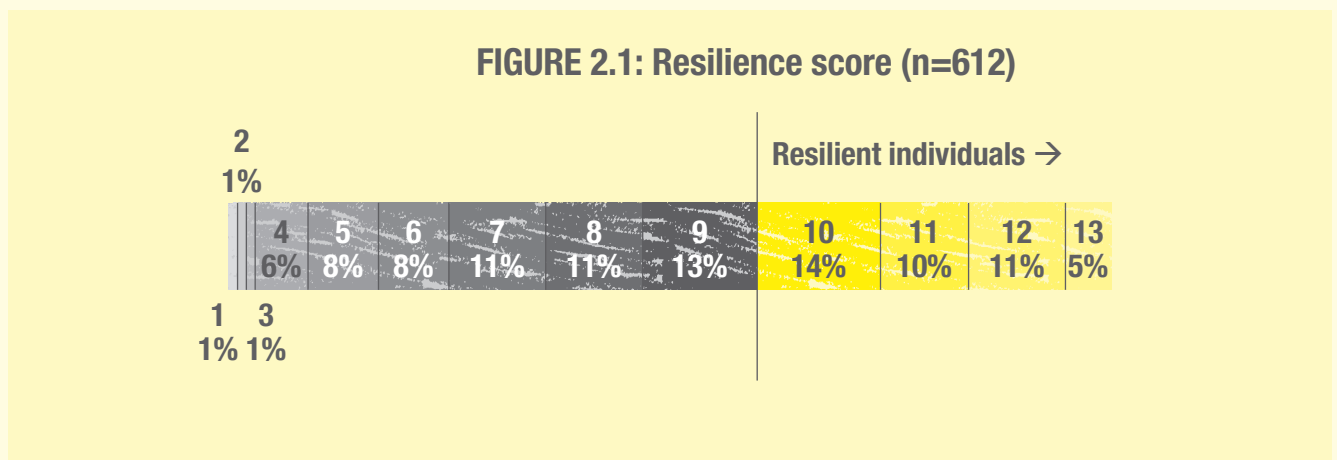 FIGURE 2.1: Resilience score (n=612)
2
1%
Resilient individuals →
4 5 6 7 8 9 10 11 12 13
6% 8% 8% 11% 11% 13% 14% 10% 11% 5%
1 3
1% 1%